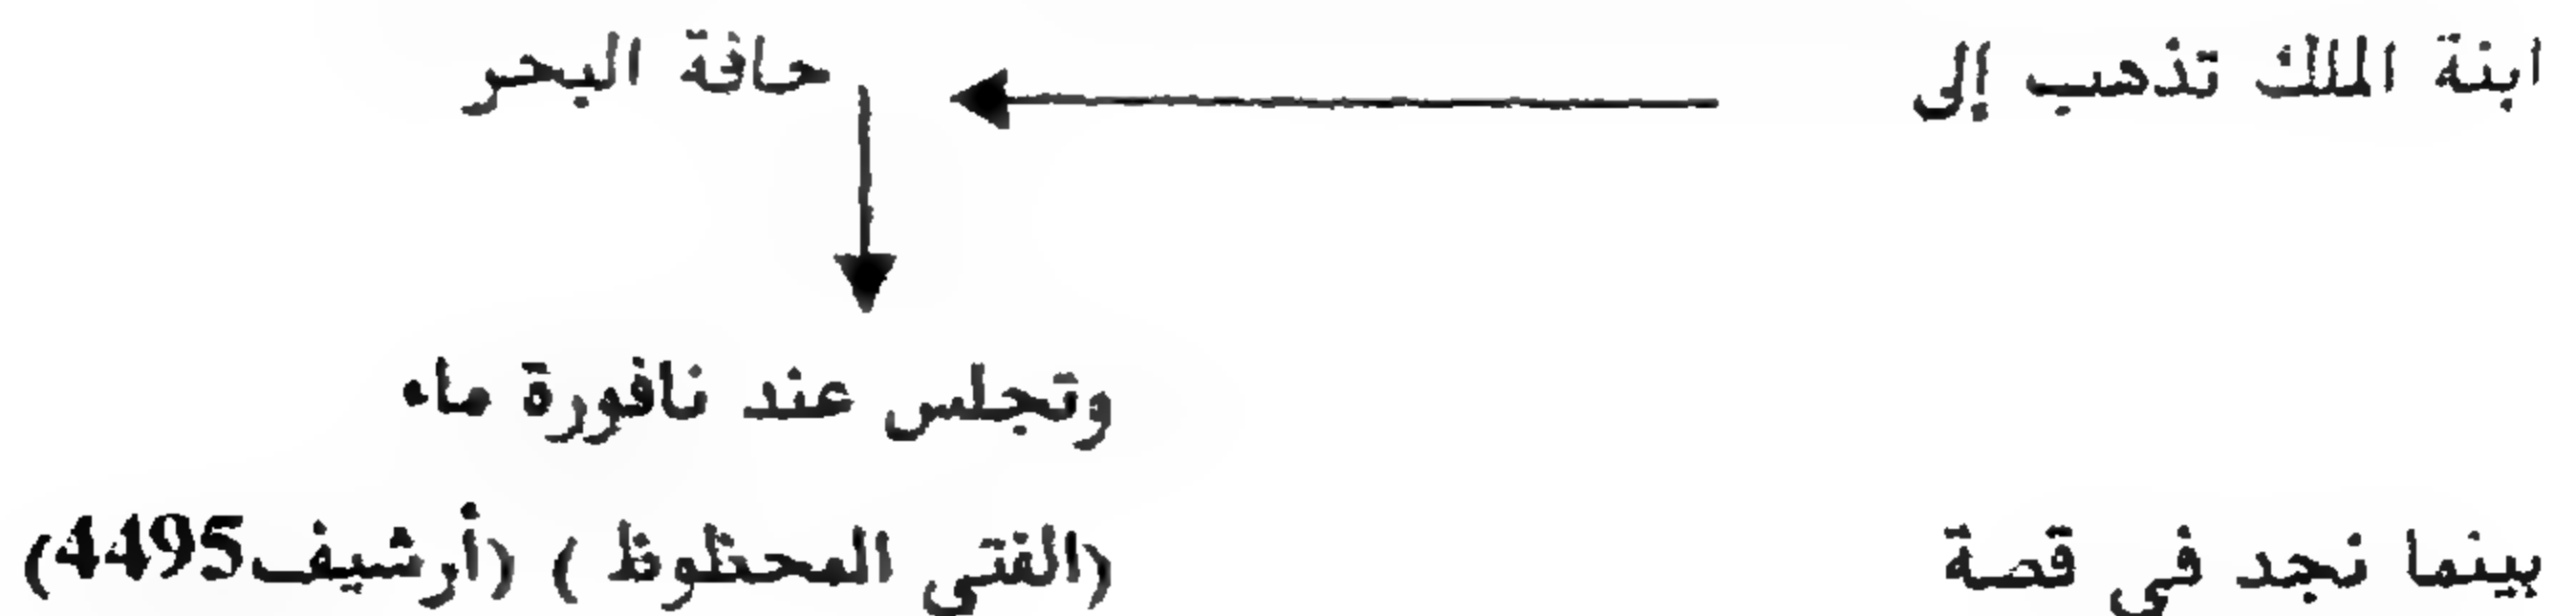 ابنة الملك تذهب إلى حافة البحر
وتجلس عند نافورة ماء
بينما نجد في قصة (الفتى المحظوظ ) (أرشيف4495)